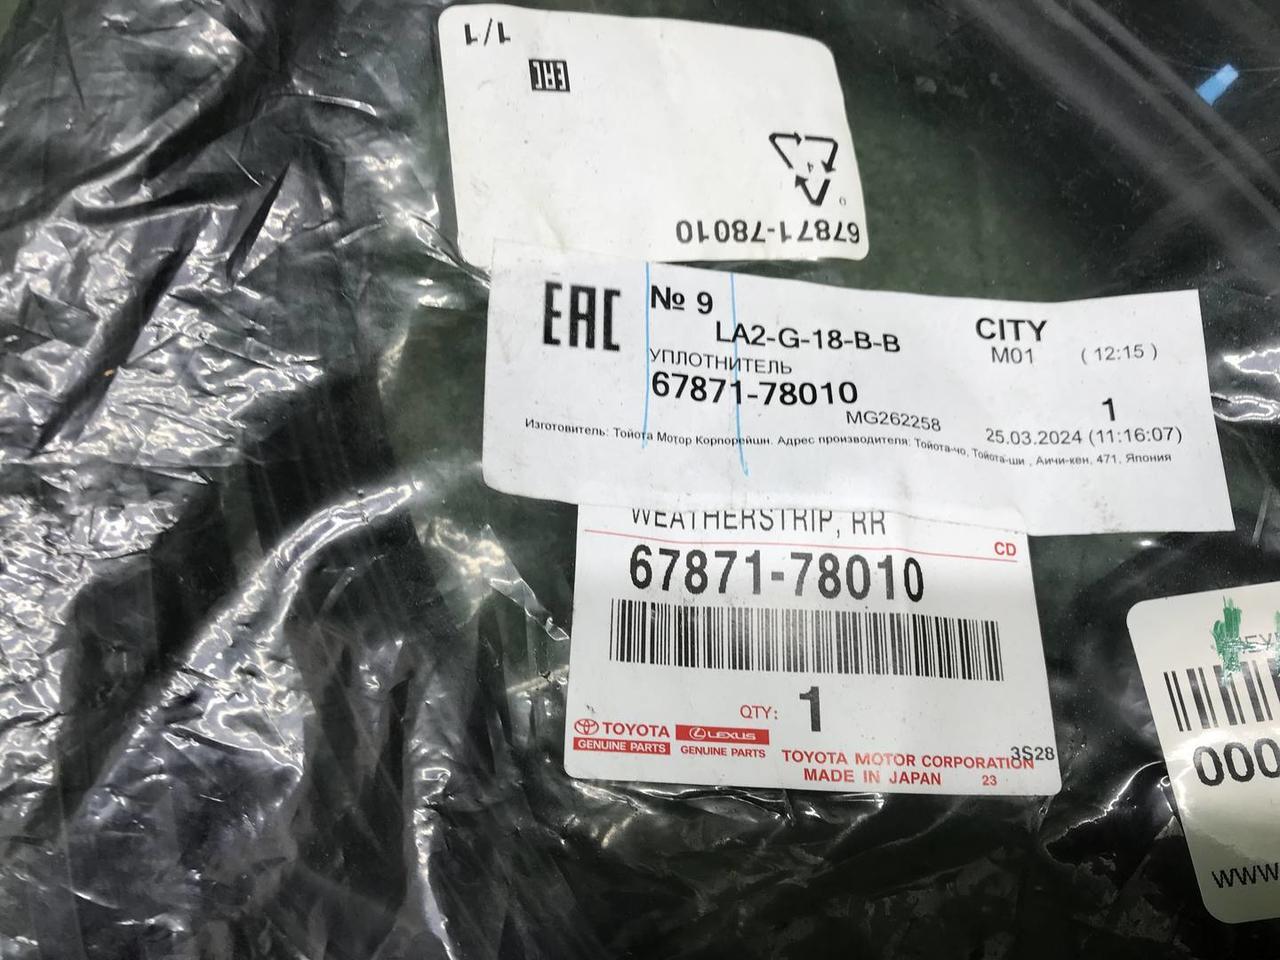 1/1
EAC
4
67871-78010
EAC
№ 9
LA2-G-18-B-B
УПЛОТНИТЕЛЬ
67871-78010
MG262258
CITY
M01 ( 12:15 )
1
25.03.2024 (11:16:07)
Изготовитель: Тойота Мотор Корпорейшн. Адрес производителя: Тойота-чо, Тойота-ши , Аичи-кен, 471, Япония
WEATHERSTRIP, RR
CD
67871-78010
QTY: 1
TOYOTA
GENUINE PARTS
LEXUS
GENUINE PARTS
TOYOTA MOTOR CORPORATION
3S28
MADE IN JAPAN 23
000
www